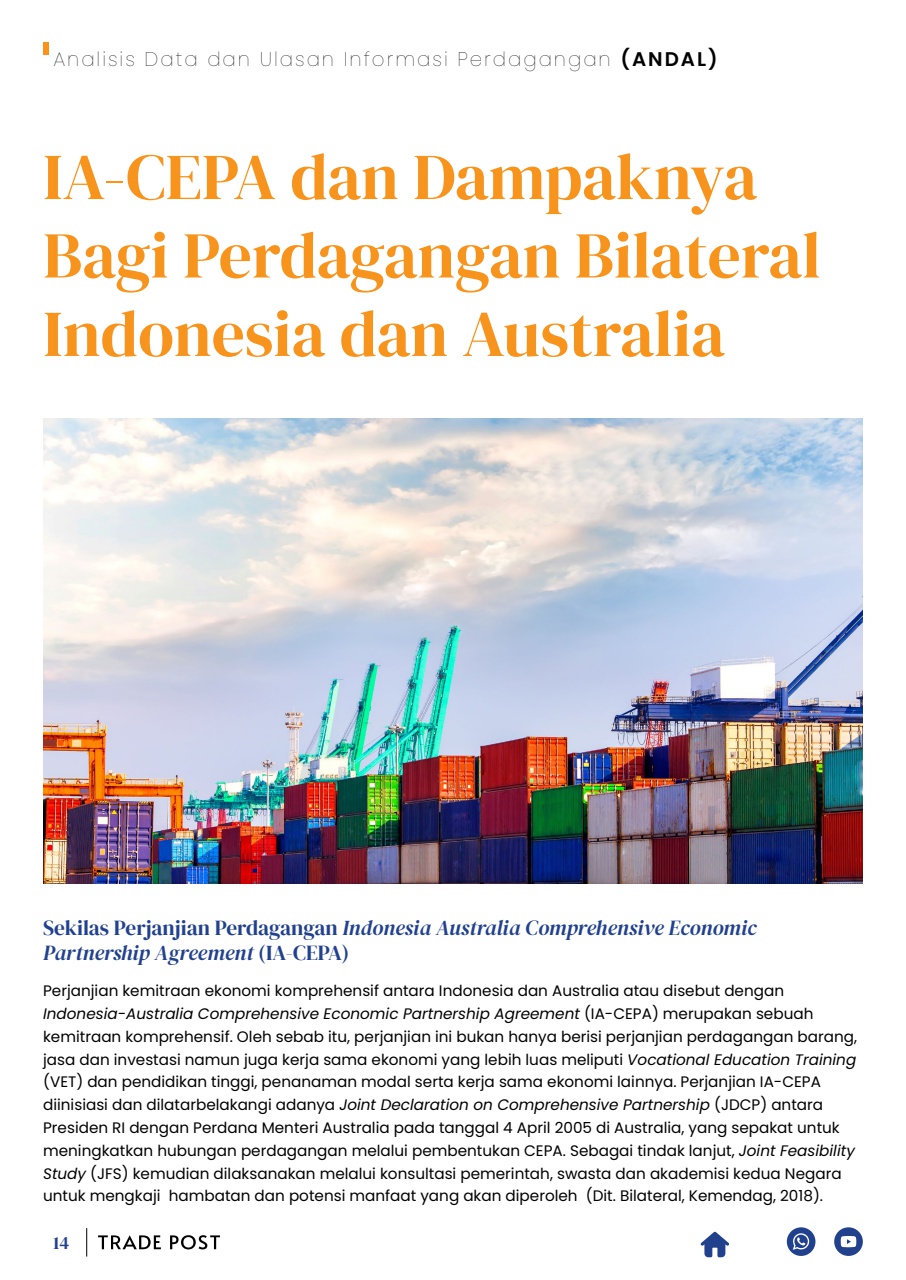 Analisis Data dan Ulasan Informasi Perdagangan (ANDAL)
IA-CEPA dan Dampaknya
Bagi Perdagangan Bilateral
Indonesia dan Australia
Sekilas Perjanjian Perdagangan Indonesia Australia Comprehensive Economic
Partnership Agreement (IA-CEPA)
Perjanjian kemitraan ekonomi komprehensif antara Indonesia dan Australia atau disebut dengan
Indonesia-Australia Comprehensive Economic Partnership Agreement (IA-CEPA) merupakan sebuah
kemitraan komprehensif. Oleh sebab itu, perjanjian ini bukan hanya berisi perjanjian perdagangan barang,
jasa dan investasi namun juga kerja sama ekonomi yang lebih luas meliputi Vocational Education Training
(VET) dan pendidikan tinggi, penanaman modal serta kerja sama ekonomi lainnya. Perjanjian IA-CEPA
diinisiasi dan dilatarbelakangi adanya Joint Declaration on Comprehensive Partnership (JDCP) antara
Presiden RI dengan Perdana Menteri Australia pada tanggal 4 April 2005 di Australia, yang sepakat untuk
meningkatkan hubungan perdagangan melalui pembentukan CEPA. Sebagai tindak lanjut, Joint Feasibility
Study (JFS) kemudian dilaksanakan melalui konsultasi pemerintah, swasta dan akademisi kedua Negara
untuk mengkaji  hambatan dan potensi manfaat yang akan diperoleh  (Dit. Bilateral, Kemendag, 2018).
14 TRADE POST